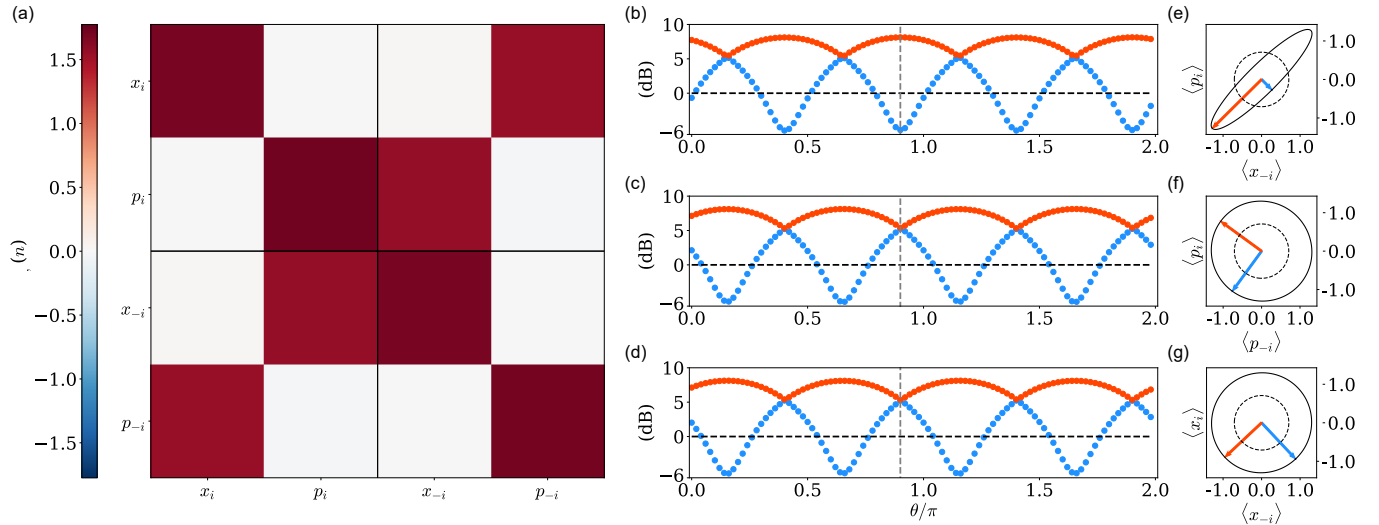 (a)
1.5
1.0
0.5
0.0
−0.5
−1.0
−1.5
, (n)
x_i
p_i
x_{−i}
p_{−i}
x_i
p_i
x_{−i}
p_{−i}
(b)
10
5
0
−6
(dB)
0.0
0.5
1.0
1.5
2.0
(c)
10
5
0
−6
(dB)
0.0
0.5
1.0
1.5
2.0
(d)
10
5
0
−6
(dB)
0.0
0.5
1.0
1.5
2.0
θ/π
(e)
⟨p_i⟩
1.0
0.0
-1.0
-1.0 0.0 1.0
⟨x_{−i}⟩
(f)
⟨p_i⟩
1.0
0.0
-1.0
-1.0 0.0 1.0
⟨p_{−i}⟩
(g)
⟨x_i⟩
1.0
0.0
-1.0
-1.0 0.0 1.0
⟨x_{−i}⟩